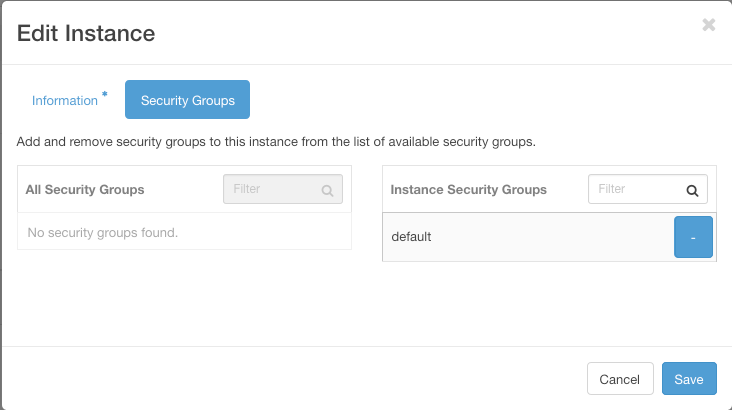 Edit Instance
×
Information *
Security Groups
Add and remove security groups to this instance from the list of available security groups.
All Security Groups
Filter
No security groups found.
Instance Security Groups
Filter
default
-
Cancel
Save